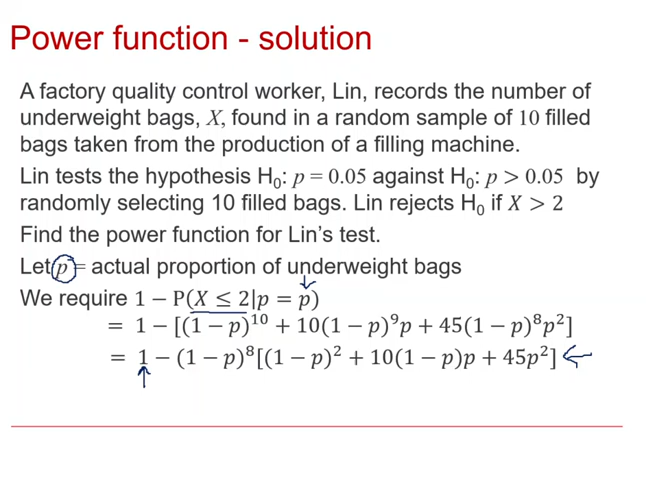 Power function - solution
A factory quality control worker, Lin, records the number of
underweight bags, X, found in a random sample of 10 filled
bags taken from the production of a filling machine.
Lin tests the hypothesis H₀: p = 0.05 against H₀: p > 0.05 by
randomly selecting 10 filled bags. Lin rejects H₀ if X > 2
Find the power function for Lin's test.
Let p = actual proportion of underweight bags
We require 1 − P(X ≤ 2|p = p)
= 1 − [(1 − p)¹⁰ + 10(1 − p)⁹p + 45(1 − p)⁸p²]
= 1 − (1 − p)⁸[(1 − p)² + 10(1 − p)p + 45p²]